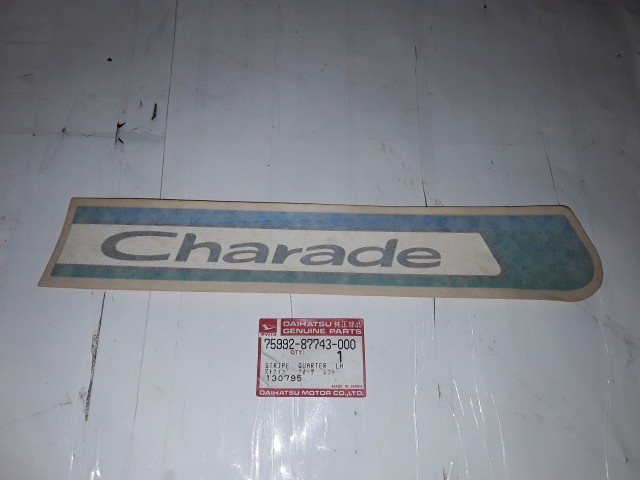 Charade
DAIHATSU 純正部品
GENUINE PARTS
75992-87743-000
QTY: 1
STRIPE QUARTER LH
130795
MADE IN JAPAN
DAIHATSU MOTOR CO.,LTD.